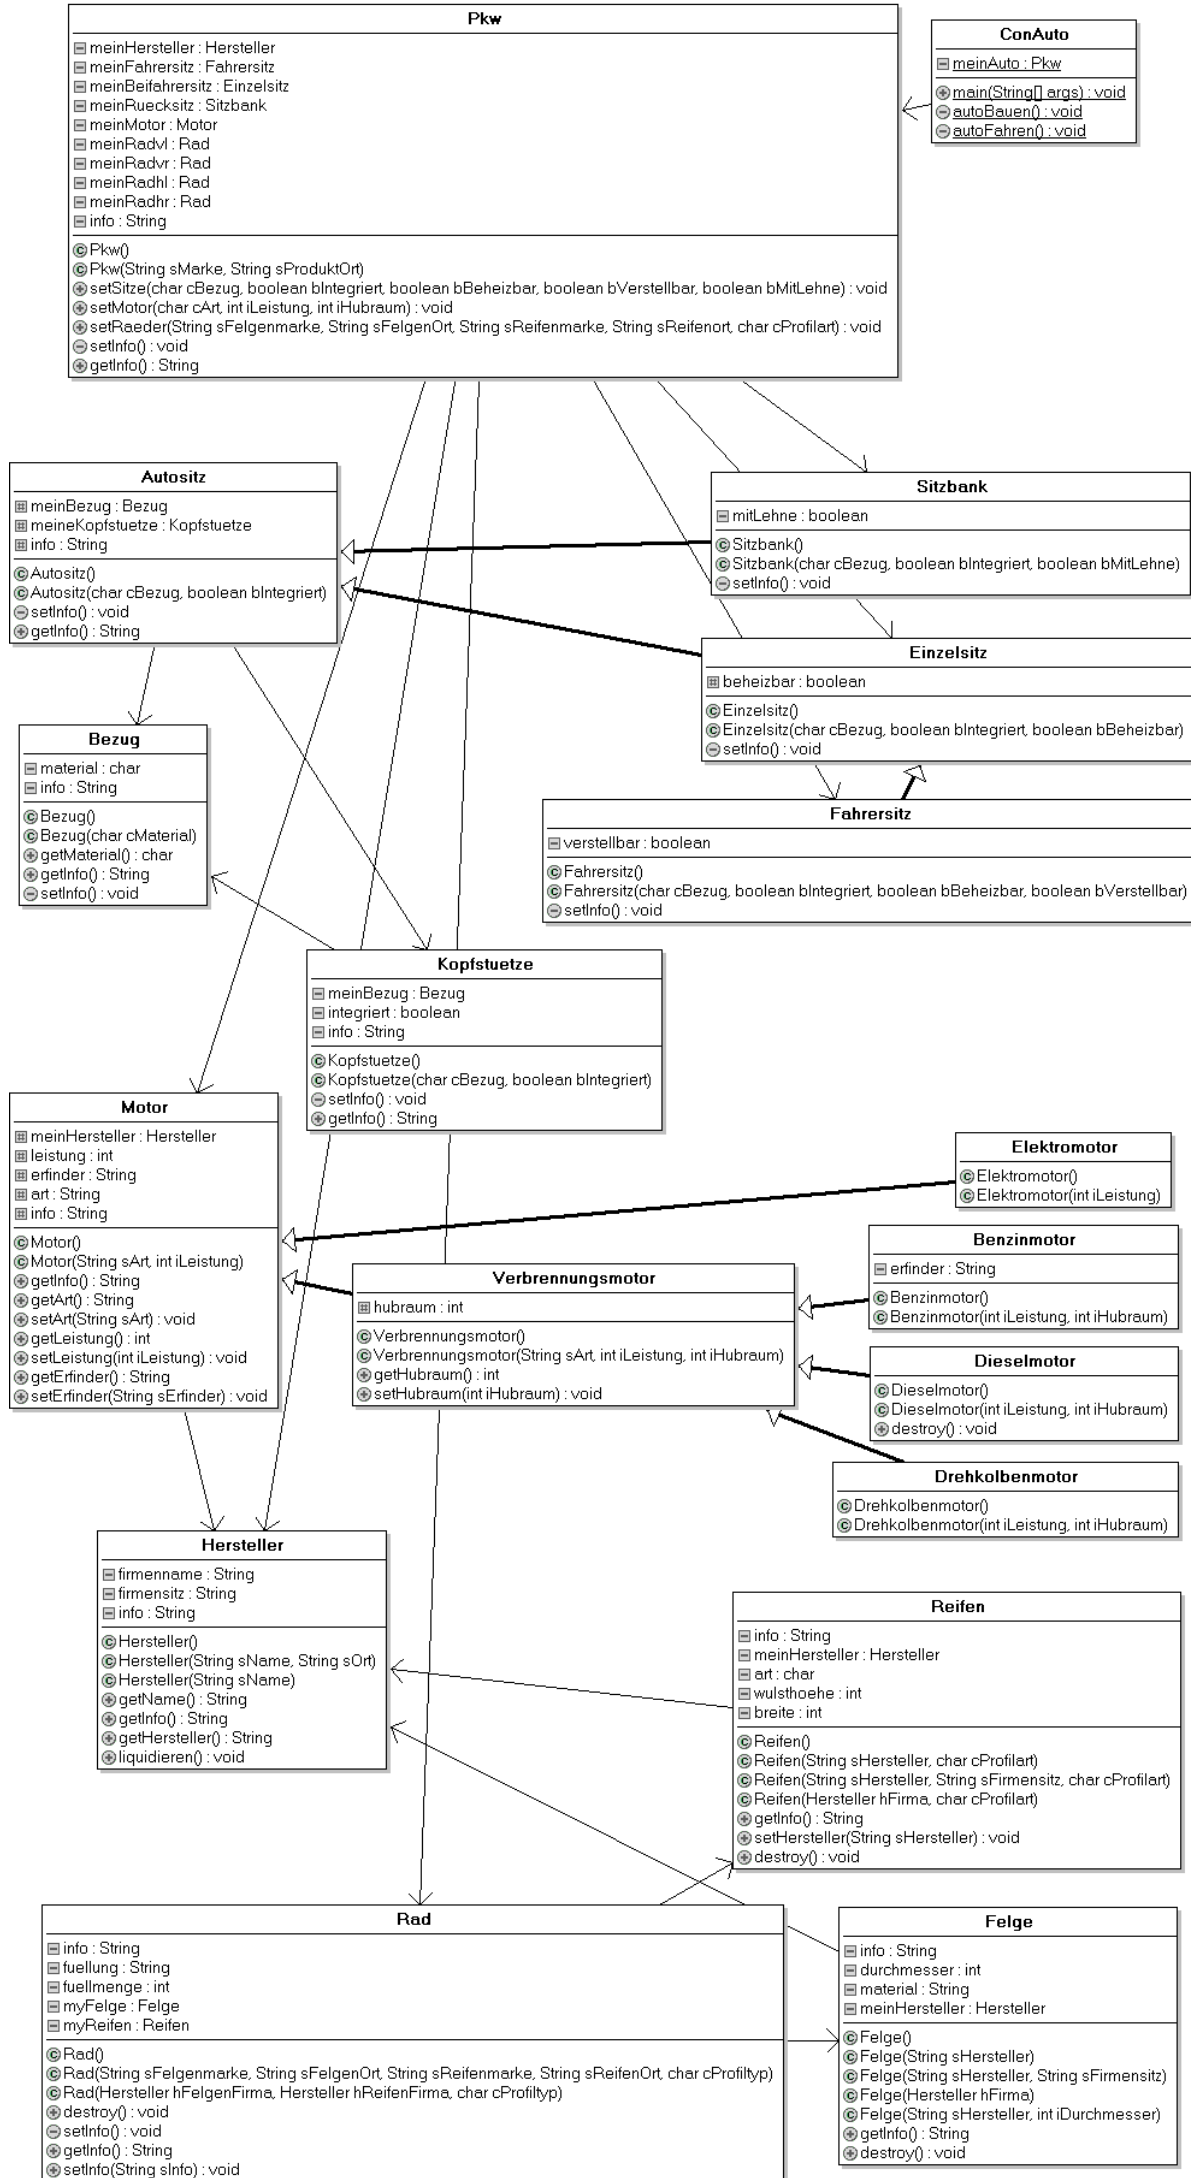 Pkw
meinHersteller : Hersteller
meinFahrersitz : Fahrersitz
meinBeifahrersitz : Einzelsitz
meinRuecksitz : Sitzbank
meinMotor : Motor
meinRadvl : Rad
meinRadvr : Rad
meinRadhl : Rad
meinRadhr : Rad
info : String
Pkw()
Pkw(String sMarke, String sProduktOrt)
setSitze(char cBezug, boolean bIntegriert, boolean bBeheizbar, boolean bVerstellbar, boolean bMitLehne) : void
setMotor(char cArt, int iLeistung, int iHubraum) : void
setRaeder(String sFelgenmarke, String sFelgenOrt, String sReifenmarke, String sReifenort, char cProfilart) : void
setInfo() : void
getInfo() : String
ConAuto
meinAuto : Pkw
main(String[] args) : void
autoBauen() : void
autoFahren() : void
Autositz
meinBezug : Bezug
meineKopfstuetze : Kopfstuetze
info : String
Autositz()
Autositz(char cBezug, boolean bIntegriert)
setInfo() : void
getInfo() : String
Sitzbank
mitLehne : boolean
Sitzbank()
Sitzbank(char cBezug, boolean bIntegriert, boolean bMitLehne)
setInfo() : void
Einzelsitz
beheizbar : boolean
Einzelsitz()
Einzelsitz(char cBezug, boolean bIntegriert, boolean bBeheizbar)
setInfo() : void
Bezug
material : char
info : String
Bezug()
Bezug(char cMaterial)
getMaterial() : char
getInfo() : String
setInfo() : void
Fahrersitz
verstellbar : boolean
Fahrersitz()
Fahrersitz(char cBezug, boolean bIntegriert, boolean bBeheizbar, boolean bVerstellbar)
setInfo() : void
Kopfstuetze
meinBezug : Bezug
integriert : boolean
info : String
Kopfstuetze()
Kopfstuetze(char cBezug, boolean bIntegriert)
setInfo() : void
getInfo() : String
Motor
meinHersteller : Hersteller
leistung : int
erfinder : String
art : String
info : String
Motor()
Motor(String sArt, int iLeistung)
getInfo() : String
getArt() : String
setArt(String sArt) : void
getLeistung() : int
setLeistung(int iLeistung) : void
getErfinder() : String
setErfinder(String sErfinder) : void
Elektromotor
Elektromotor()
Elektromotor(int iLeistung)
Benzinmotor
erfinder : String
Benzinmotor()
Benzinmotor(int iLeistung, int iHubraum)
Verbrennungsmotor
hubraum : int
Verbrennungsmotor()
Verbrennungsmotor(String sArt, int iLeistung, int iHubraum)
getHubraum() : int
setHubraum(int iHubraum) : void
Dieselmotor
Dieselmotor()
Dieselmotor(int iLeistung, int iHubraum)
destroy() : void
Drehkolbenmotor
Drehkolbenmotor()
Drehkolbenmotor(int iLeistung, int iHubraum)
Hersteller
firmenname : String
firmensitz : String
info : String
Hersteller()
Hersteller(String sName, String sOrt)
Hersteller(String sName)
getName() : String
getInfo() : String
getHersteller() : String
liquidieren() : void
Reifen
info : String
meinHersteller : Hersteller
art : char
wulsthoehe : int
breite : int
Reifen()
Reifen(String sHersteller, char cProfilart)
Reifen(String sHersteller, String sFirmensitz, char cProfilart)
Reifen(Hersteller hFirma, char cProfilart)
getInfo() : String
setHersteller(String sHersteller) : void
destroy() : void
Rad
info : String
fuellung : String
fuellmenge : int
myFelge : Felge
myReifen : Reifen
Rad()
Rad(String sFelgenmarke, String sFelgenOrt, String sReifenmarke, String sReifenOrt, char cProfiltyp)
Rad(Hersteller hFelgenFirma, Hersteller hReifenFirma, char cProfiltyp)
destroy() : void
setInfo() : void
getInfo() : String
setInfo(String sInfo) : void
Felge
info : String
durchmesser : int
material : String
meinHersteller : Hersteller
Felge()
Felge(String sHersteller)
Felge(String sHersteller, String sFirmensitz)
Felge(Hersteller hFirma)
Felge(String sHersteller, int iDurchmesser)
getInfo() : String
destroy() : void